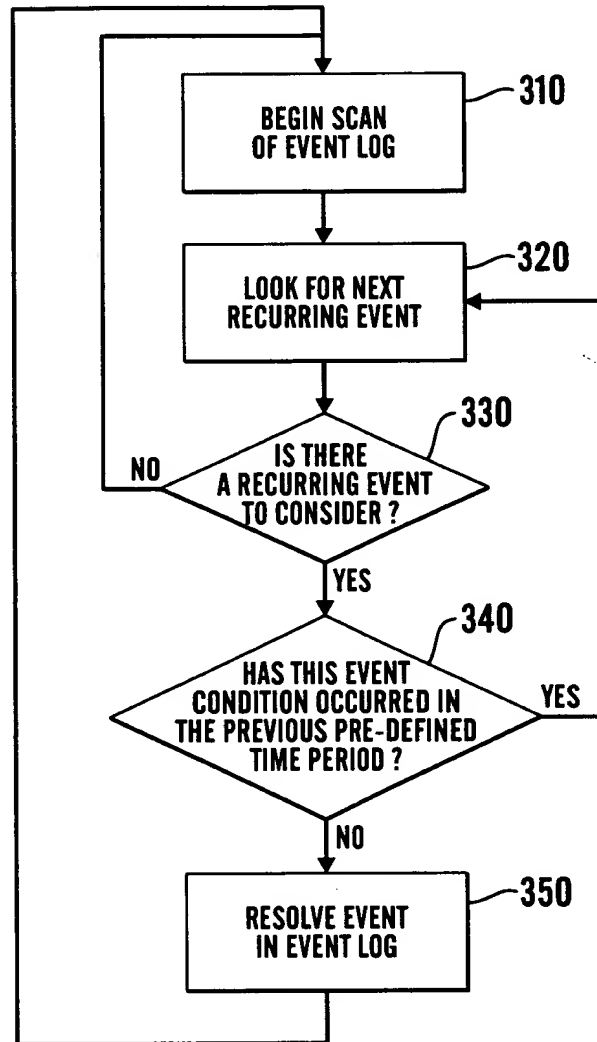 310
BEGIN SCAN
OF EVENT LOG
320
LOOK FOR NEXT
RECURRING EVENT
330
NO
IS THERE
A RECURRING EVENT
TO CONSIDER ?
YES
340
HAS THIS EVENT
CONDITION OCCURRED IN
THE PREVIOUS PRE-DEFINED
TIME PERIOD ?
YES
NO
350
RESOLVE EVENT
IN EVENT LOG